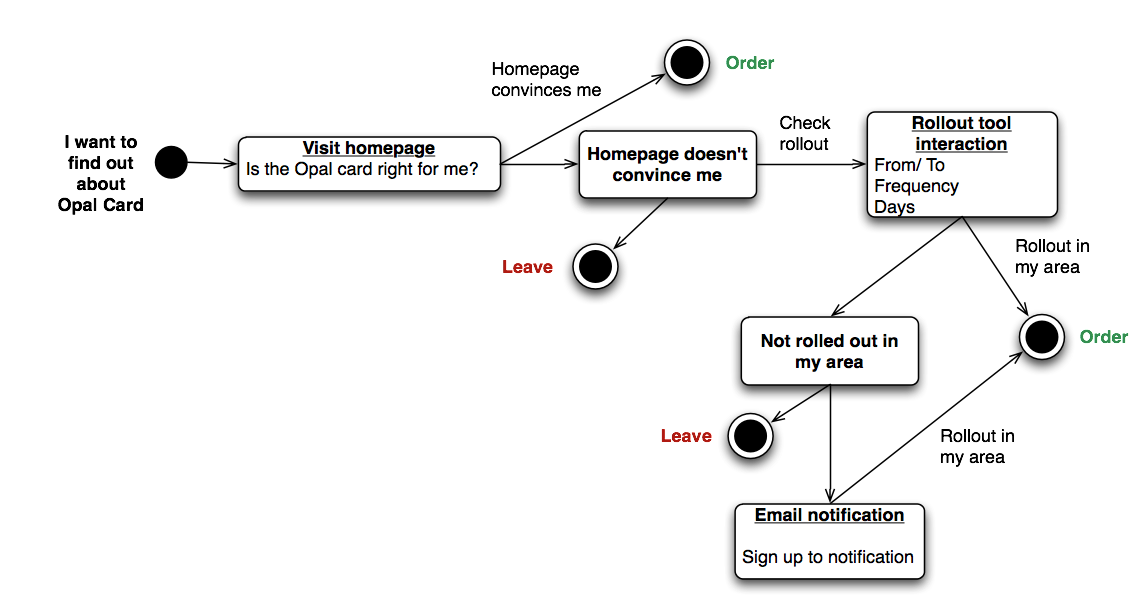 Homepage
convinces me
Order
I want to
find out
about
Opal Card
Visit homepage
Is the Opal card right for me?
Homepage doesn't
convince me
Check
rollout
Rollout tool
interaction
From/ To
Frequency
Days
Leave
Rollout in
my area
Not rolled out in
my area
Order
Leave
Rollout in
my area
Email notification
Sign up to notification